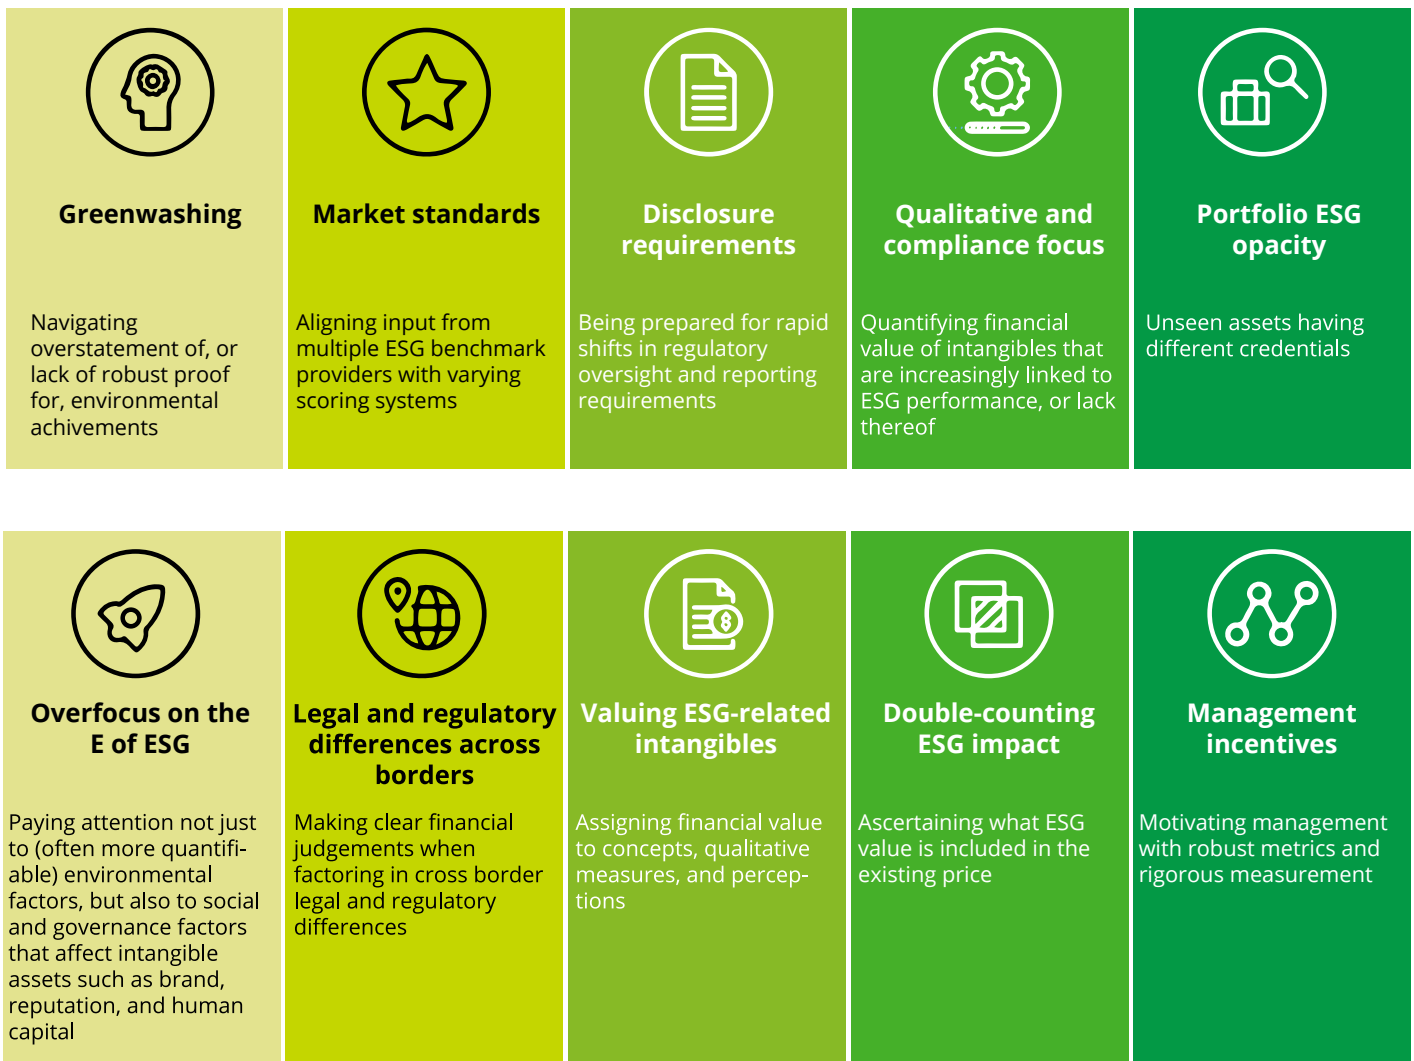 Greenwashing
Navigating
overstatement of, or
lack of robust proof
for, environmental
achivements
Market standards
Aligning input from
multiple ESG benchmark
providers with varying
scoring systems
Disclosure
requirements
Being prepared for rapid
shifts in regulatory
oversight and reporting
requirements
Qualitative and
compliance focus
Quantifying financial
value of intangibles that
are increasingly linked to
ESG performance, or lack
thereof
Portfolio ESG
opacity
Unseen assets having
different credentials
Overfocus on the
E of ESG
Paying attention not just
to (often more quantifi-
able) environmental
factors, but also to social
and governance factors
that affect intangible
assets such as brand,
reputation, and human
capital
Legal and regulatory
differences across
borders
Making clear financial
judgements when
factoring in cross border
legal and regulatory
differences
$
Valuing ESG-related
intangibles
Assigning financial value
to concepts, qualitative
measures, and percep-
tions
Double-counting
ESG impact
Ascertaining what ESG
value is included in the
existing price
Management
incentives
Motivating management
with robust metrics and
rigorous measurement